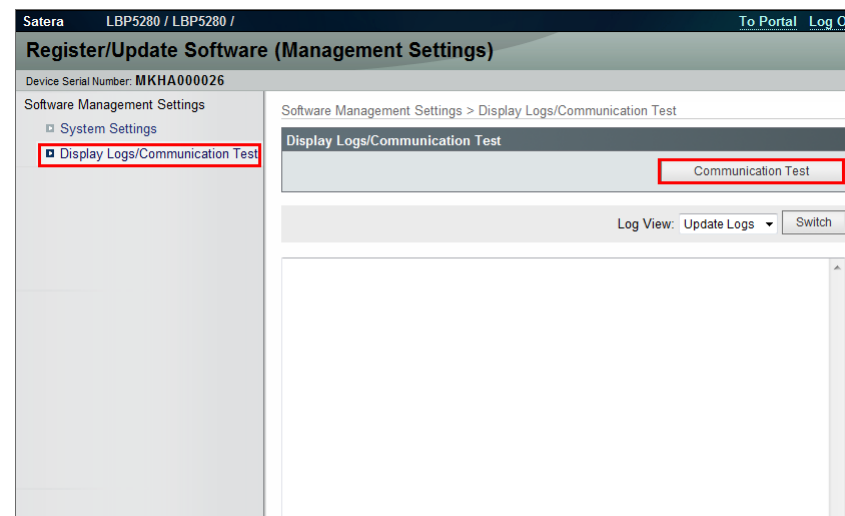 Satera LBP5280 / LBP5280 / To Portal Log O
Register/Update Software (Management Settings)
Device Serial Number: MKHA000026
Software Management Settings
System Settings
Display Logs/Communication Test
Software Management Settings > Display Logs/Communication Test
Display Logs/Communication Test
Communication Test
Log View: Update Logs Switch